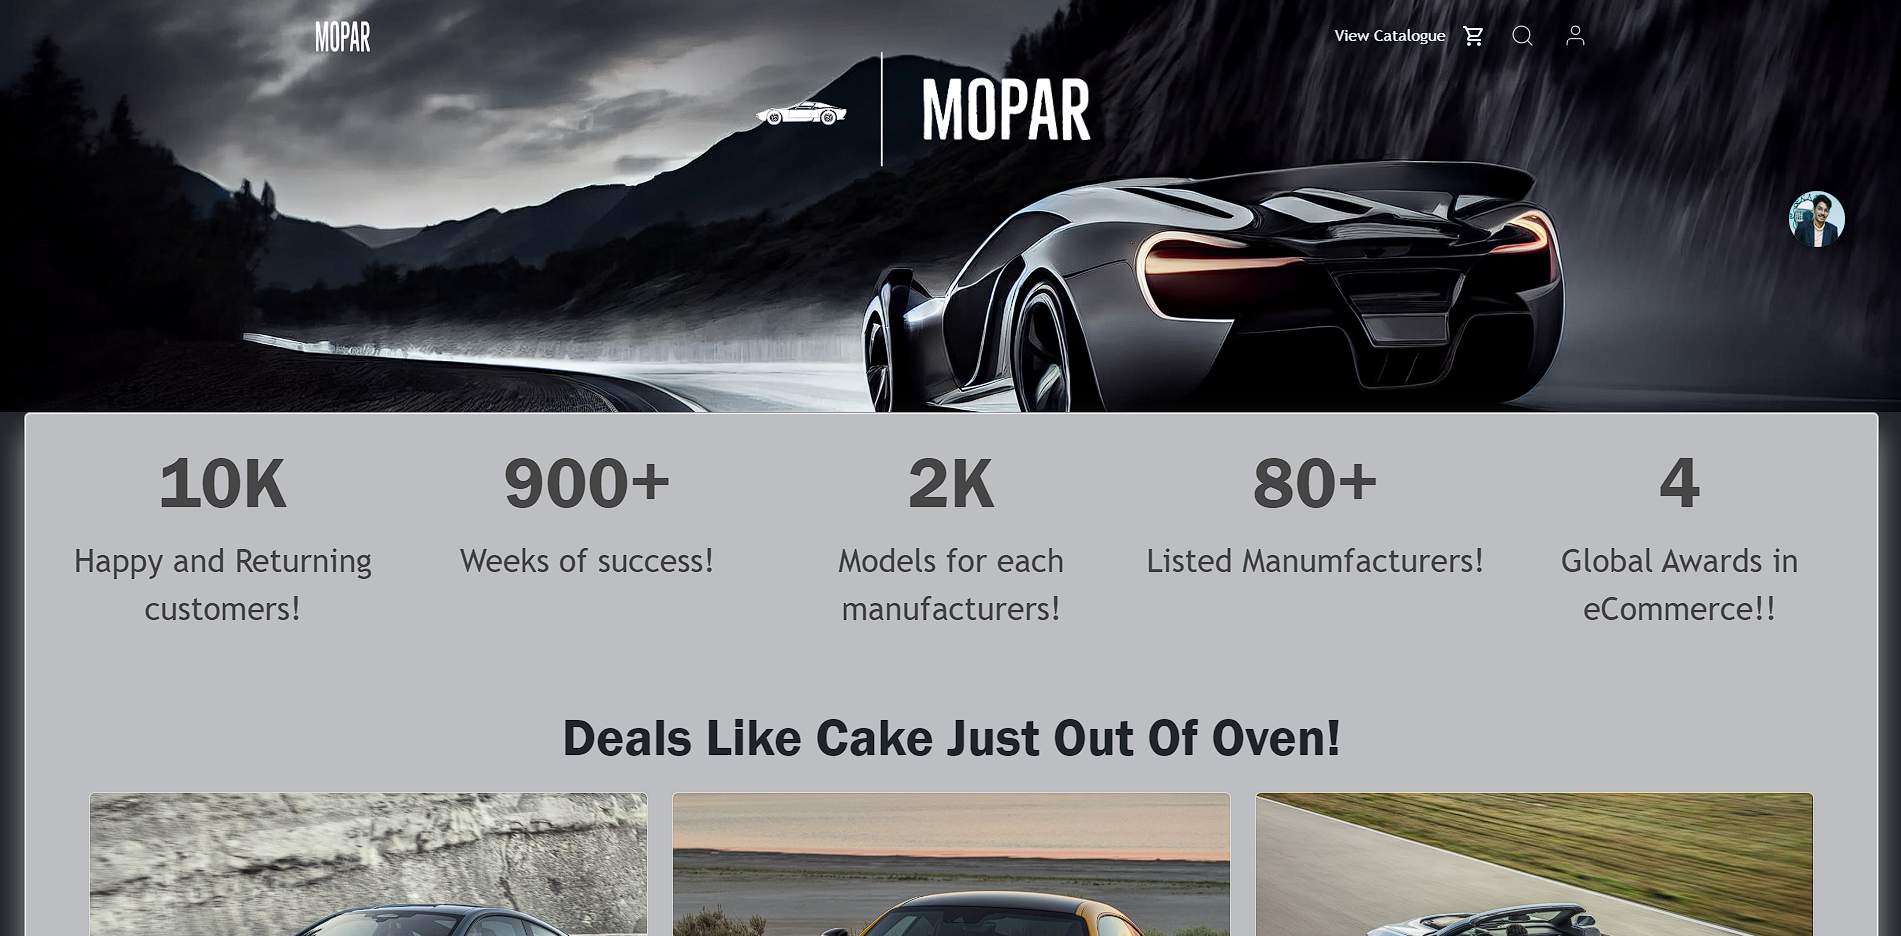 MOPAR
View Catalogue
MOPAR
10K
Happy and Returning
customers!
900+
Weeks of success!
2K
Models for each
manufacturers!
80+
Listed Manumfacturers!
4
Global Awards in
eCommerce!!
Deals Like Cake Just Out Of Oven!